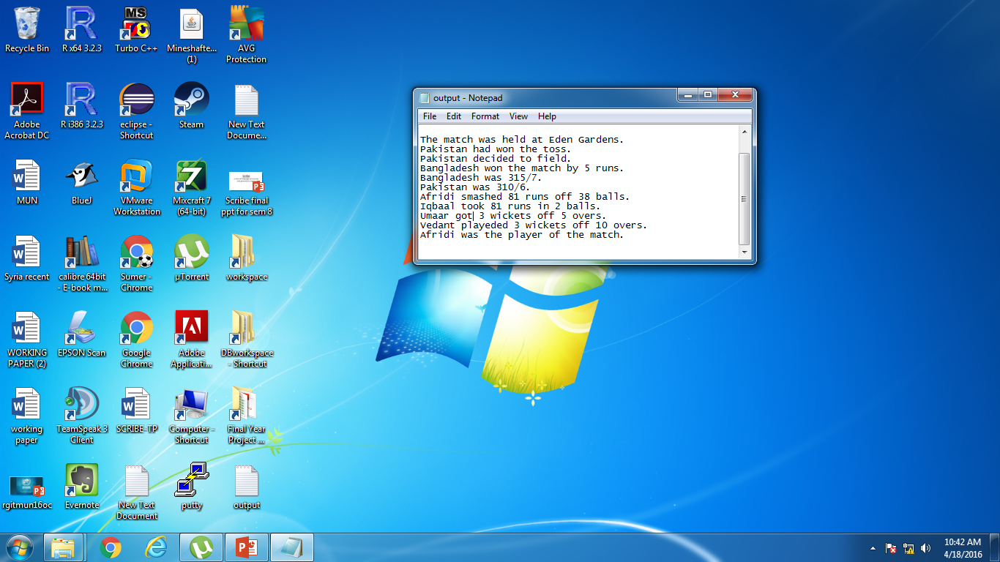 Recycle Bin
R x64 3.2.3
MS
Turbo C++
Mineshafte...
(1)
AVG
Protection
Adobe
Acrobat DC
R i386 3.2.3
eclipse -
Shortcut
Steam
New Text
Docume...
MUN
BlueJ
VMware
Workstation
Mixcraft 7
(64-bit)
Scribe final
ppt for sem 8
Syria recent
calibre 64bit
- E-book m...
Sumer -
Chrome
µTorrent
workspace
WORKING
PAPER (2)
EPSON Scan
Google
Chrome
Adobe
Applicati...
DBworkspace
- Shortcut
working
paper
TeamSpeak 3
Client
SCRIBE-TP
Computer -
Shortcut
Final Year
Project ...
rgitmun16oc
Evernote
New Text
Document
putty
output
output - Notepad
File Edit Format View Help
The match was held at Eden Gardens.
Pakistan had won the toss.
Pakistan decided to field.
Bangladesh won the match by 5 runs.
Bangladesh was 315/7.
Pakistan was 310/6.
Afridi smashed 81 runs off 38 balls.
Iqbaal took 81 runs in 2 balls.
Umaar got 3 wickets off 5 overs.
Vedant playeded 3 wickets off 10 overs.
Afridi was the player of the match.
10:42 AM
4/18/2016